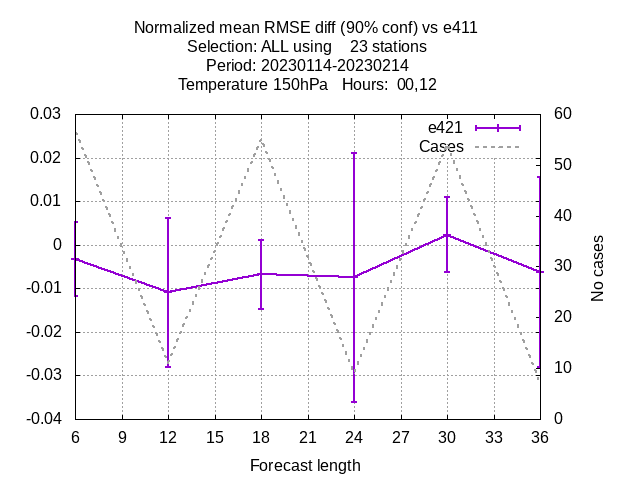 Normalized mean RMSE diff (90% conf) vs e411
Selection: ALL using    23 stations
Period: 20230114-20230214
Temperature 150hPa   Hours:  00,12
0.03
0.02
0.01
0
-0.01
-0.02
-0.03
-0.04
60
50
40
30
20
10
0
e421
Cases
No cases
6 9 12 15 18 21 24 27 30 33 36
Forecast length